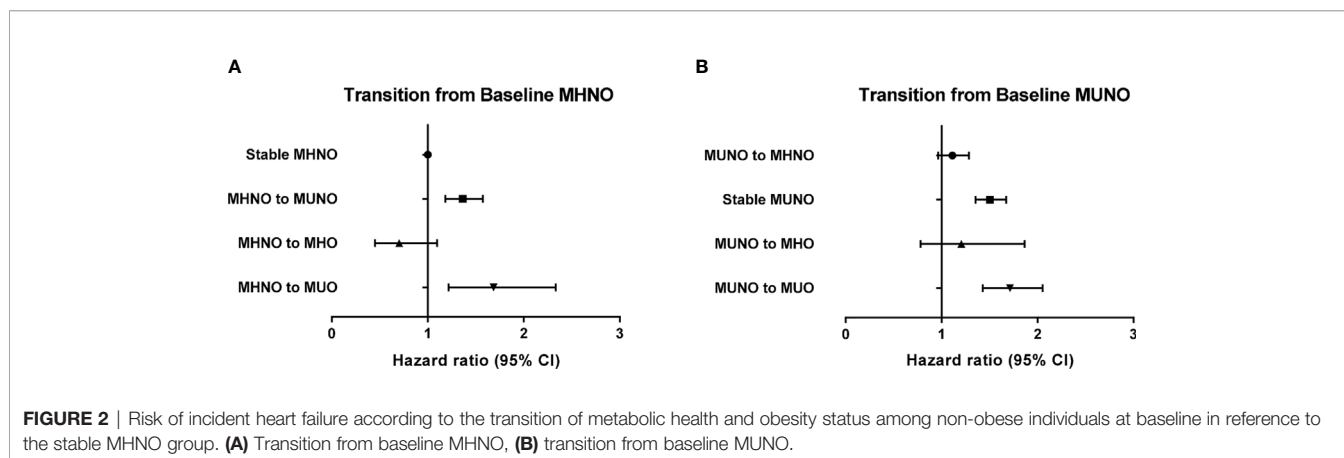 A
Transition from Baseline MHNO
Stable MHNO
MHNO to MUNO
MHNO to MHO
MHNO to MUO
0 1 2 3
Hazard ratio (95% CI)
B
Transition from Baseline MUNO
MUNO to MHNO
Stable MUNO
MUNO to MHO
MUNO to MUO
0 1 2 3
Hazard ratio (95% CI)
FIGURE 2 | Risk of incident heart failure according to the transition of metabolic health and obesity status among non-obese individuals at baseline in reference to
the stable MHNO group. (A) Transition from baseline MHNO, (B) transition from baseline MUNO.